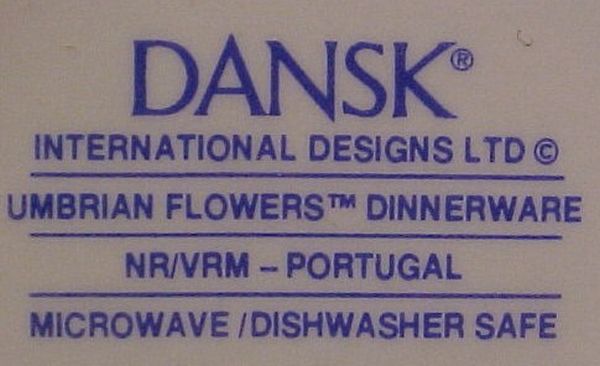 DANSK®
INTERNATIONAL DESIGNS LTD ©
UMBRIAN FLOWERS™ DINNERWARE
NR/VRM – PORTUGAL
MICROWAVE /DISHWASHER SAFE